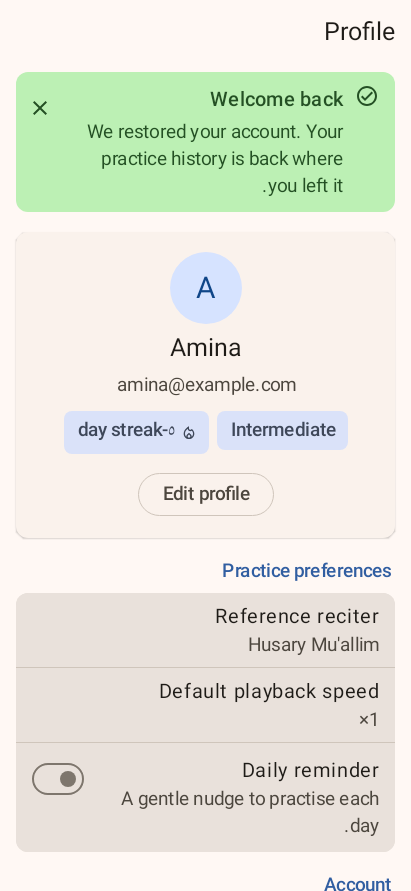 Profile
Welcome back
We restored your account. Your
practice history is back where
.you left it
A
Amina
amina@example.com
Intermediate
day streak-
Edit profile
Practice preferences
Reference reciter
Husary Mu'allim
Default playback speed
×1
Daily reminder
A gentle nudge to practise each
.day
Account